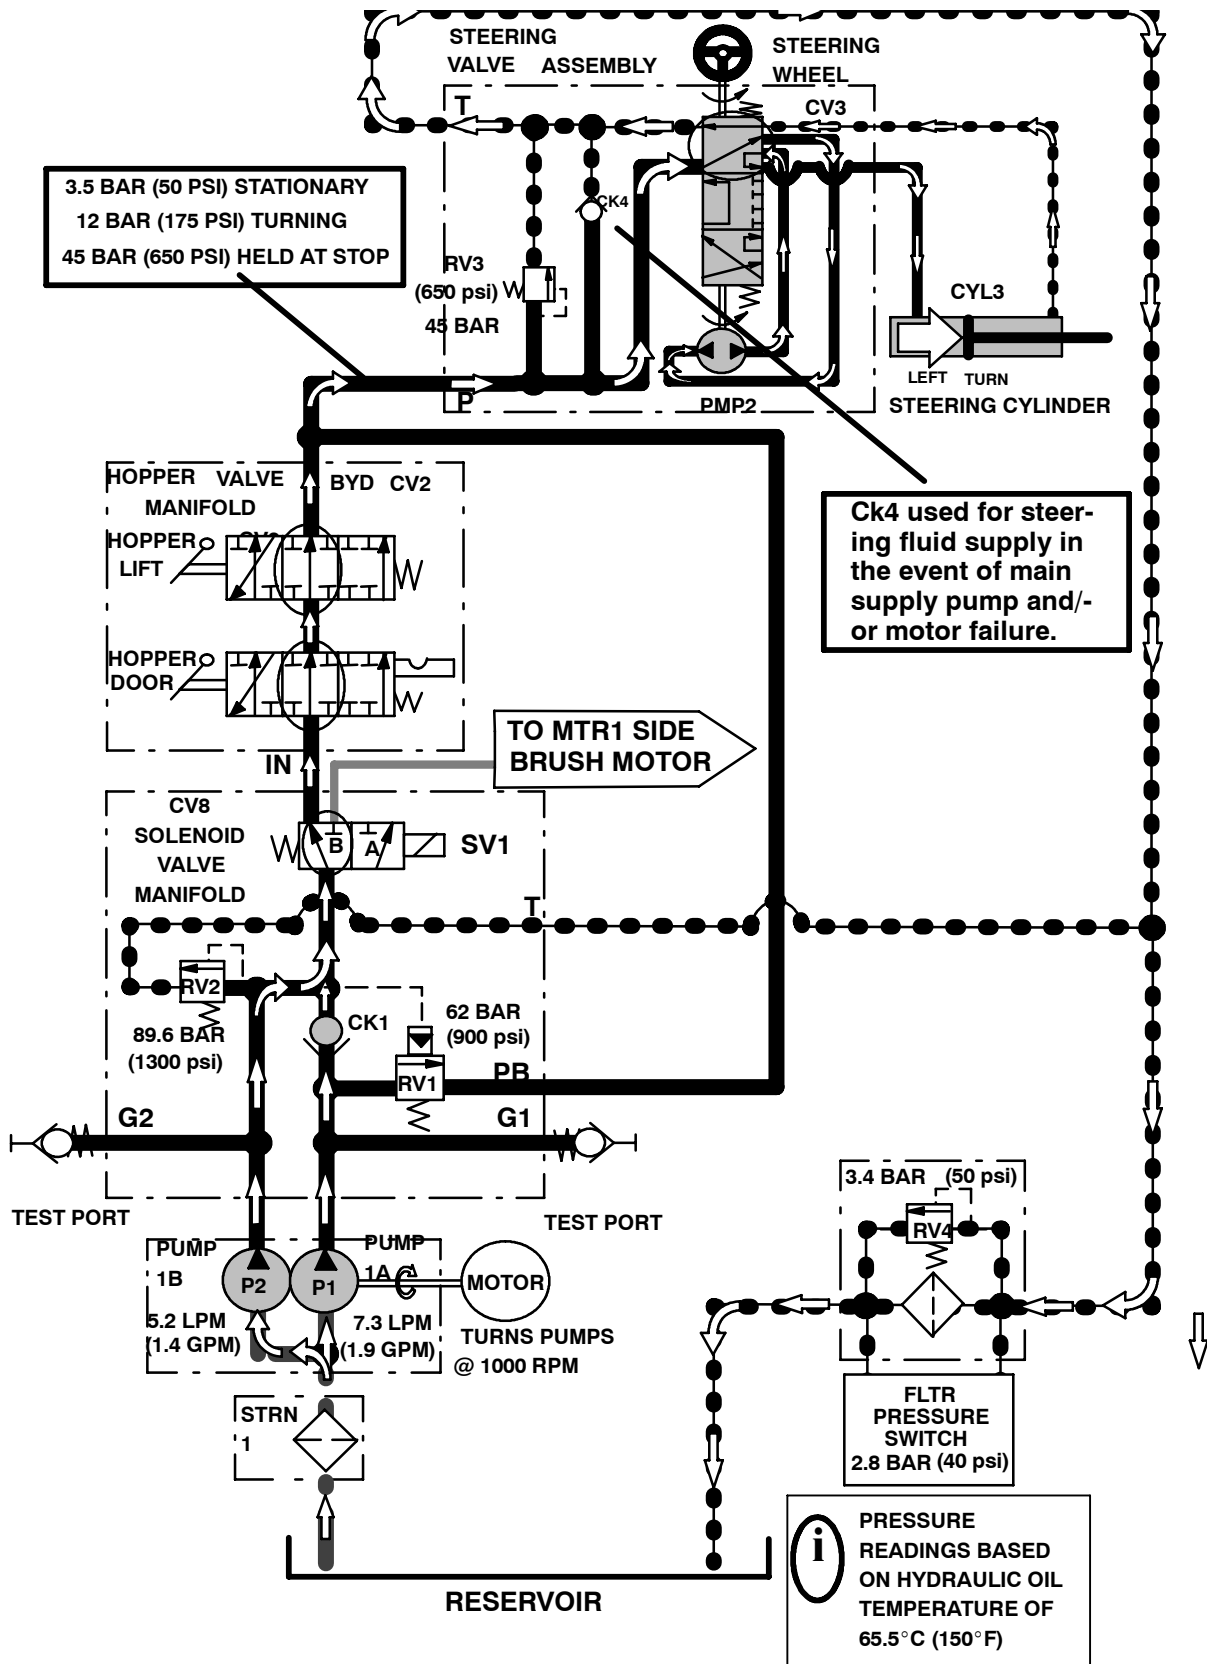 STEERING
VALVE ASSEMBLY
STEERING
WHEEL
T
CV3
3.5 BAR (50 PSI) STATIONARY
12 BAR (175 PSI) TURNING
45 BAR (650 PSI) HELD AT STOP
CK4
RV3
(650 psi)
45 BAR
CYL3
LEFT TURN
P
PMP2
STEERING CYLINDER
HOPPER VALVE BYD CV2
MANIFOLD
HOPPER
LIFT
Ck4 used for steer-
ing fluid supply in
the event of main
supply pump and/-
or motor failure.
HOPPER
DOOR
TO MTR1 SIDE
BRUSH MOTOR
IN
CV8
SOLENOID
VALVE
MANIFOLD
B
A
SV1
T
RV2
89.6 BAR
(1300 psi)
CK1
62 BAR
(900 psi)
RV1
PB
G2
G1
TEST PORT
TEST PORT
3.4 BAR (50 psi)
RV4
PUMP
1B
PUMP
1A
P2
P1
MOTOR
5.2 LPM
(1.4 GPM)
7.3 LPM
(1.9 GPM)
TURNS PUMPS
@ 1000 RPM
STRN
1
FLTR
PRESSURE
SWITCH
2.8 BAR (40 psi)
RESERVOIR
i
PRESSURE
READINGS BASED
ON HYDRAULIC OIL
TEMPERATURE OF
65.5°C (150°F)